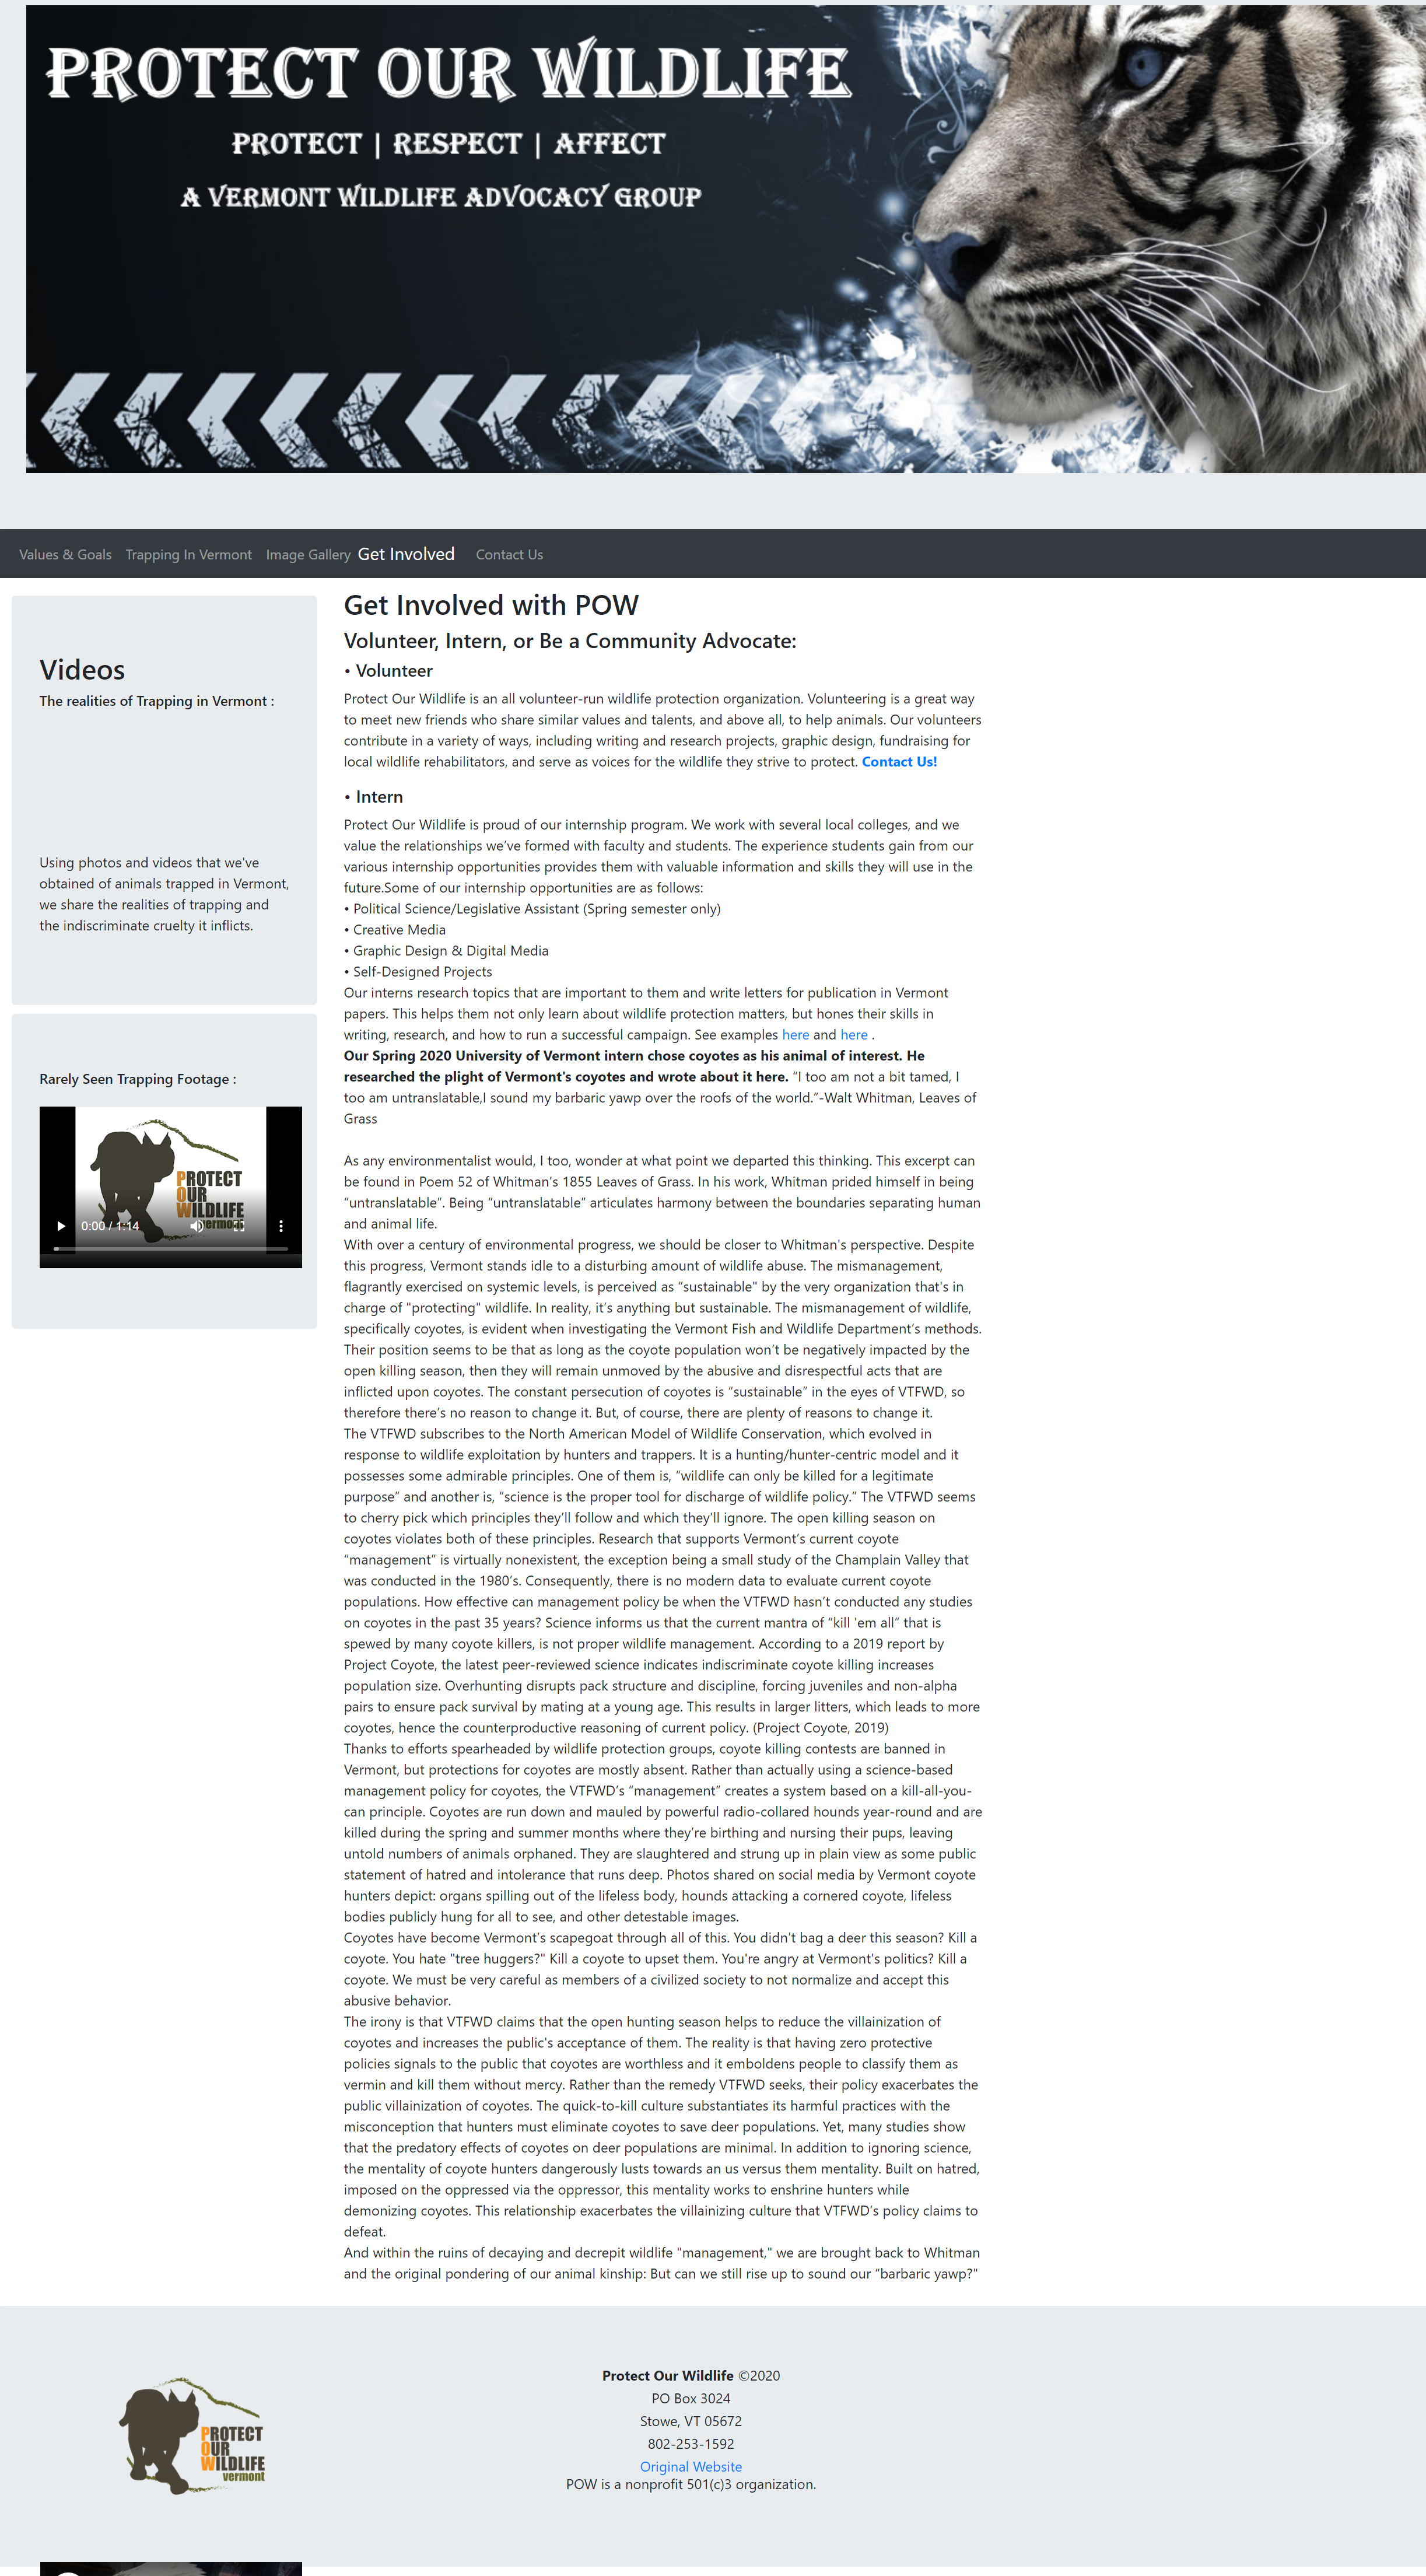 PROTECT OUR WILDLIFE
PROTECT | RESPECT | AFFECT
A VERMONT WILDLIFE ADVOCACY GROUP
Values & Goals Trapping In Vermont Image Gallery Get Involved Contact Us
Videos
The realities of Trapping in Vermont :
Using photos and videos that we've
obtained of animals trapped in Vermont,
we share the realities of trapping and
the indiscriminate cruelty it inflicts.
Rarely Seen Trapping Footage :
PROTECT
OUR
WILDLIFE
vermont
0:00 / 1:14
Get Involved with POW
Volunteer, Intern, or Be a Community Advocate:
• Volunteer
Protect Our Wildlife is an all volunteer-run wildlife protection organization. Volunteering is a great way
to meet new friends who share similar values and talents, and above all, to help animals. Our volunteers
contribute in a variety of ways, including writing and research projects, graphic design, fundraising for
local wildlife rehabilitators, and serve as voices for the wildlife they strive to protect. Contact Us!
• Intern
Protect Our Wildlife is proud of our internship program. We work with several local colleges, and we
value the relationships we’ve formed with faculty and students. The experience students gain from our
various internship opportunities provides them with valuable information and skills they will use in the
future.Some of our internship opportunities are as follows:
• Political Science/Legislative Assistant (Spring semester only)
• Creative Media
• Graphic Design & Digital Media
• Self-Designed Projects
Our interns research topics that are important to them and write letters for publication in Vermont
papers. This helps them not only learn about wildlife protection matters, but hones their skills in
writing, research, and how to run a successful campaign. See examples here and here .
Our Spring 2020 University of Vermont intern chose coyotes as his animal of interest. He
researched the plight of Vermont's coyotes and wrote about it here. “I too am not a bit tamed, I
too am untranslatable,I sound my barbaric yawp over the roofs of the world.”-Walt Whitman, Leaves of
Grass
As any environmentalist would, I too, wonder at what point we departed this thinking. This excerpt can
be found in Poem 52 of Whitman’s 1855 Leaves of Grass. In his work, Whitman prided himself in being
“untranslatable”. Being “untranslatable” articulates harmony between the boundaries separating human
and animal life.
With over a century of environmental progress, we should be closer to Whitman's perspective. Despite
this progress, Vermont stands idle to a disturbing amount of wildlife abuse. The mismanagement,
flagrantly exercised on systemic levels, is perceived as “sustainable" by the very organization that's in
charge of "protecting" wildlife. In reality, it’s anything but sustainable. The mismanagement of wildlife,
specifically coyotes, is evident when investigating the Vermont Fish and Wildlife Department’s methods.
Their position seems to be that as long as the coyote population won’t be negatively impacted by the
open killing season, then they will remain unmoved by the abusive and disrespectful acts that are
inflicted upon coyotes. The constant persecution of coyotes is “sustainable” in the eyes of VTFWD, so
therefore there’s no reason to change it. But, of course, there are plenty of reasons to change it.
The VTFWD subscribes to the North American Model of Wildlife Conservation, which evolved in
response to wildlife exploitation by hunters and trappers. It is a hunting/hunter-centric model and it
possesses some admirable principles. One of them is, “wildlife can only be killed for a legitimate
purpose” and another is, “science is the proper tool for discharge of wildlife policy.” The VTFWD seems
to cherry pick which principles they’ll follow and which they’ll ignore. The open killing season on
coyotes violates both of these principles. Research that supports Vermont’s current coyote
“management” is virtually nonexistent, the exception being a small study of the Champlain Valley that
was conducted in the 1980’s. Consequently, there is no modern data to evaluate current coyote
populations. How effective can management policy be when the VTFWD hasn’t conducted any studies
on coyotes in the past 35 years? Science informs us that the current mantra of “kill 'em all” that is
spewed by many coyote killers, is not proper wildlife management. According to a 2019 report by
Project Coyote, the latest peer-reviewed science indicates indiscriminate coyote killing increases
population size. Overhunting disrupts pack structure and discipline, forcing juveniles and non-alpha
pairs to ensure pack survival by mating at a young age. This results in larger litters, which leads to more
coyotes, hence the counterproductive reasoning of current policy. (Project Coyote, 2019)
Thanks to efforts spearheaded by wildlife protection groups, coyote killing contests are banned in
Vermont, but protections for coyotes are mostly absent. Rather than actually using a science-based
management policy for coyotes, the VTFWD’s “management” creates a system based on a kill-all-you-
can principle. Coyotes are run down and mauled by powerful radio-collared hounds year-round and are
killed during the spring and summer months where they’re birthing and nursing their pups, leaving
untold numbers of animals orphaned. They are slaughtered and strung up in plain view as some public
statement of hatred and intolerance that runs deep. Photos shared on social media by Vermont coyote
hunters depict: organs spilling out of the lifeless body, hounds attacking a cornered coyote, lifeless
bodies publicly hung for all to see, and other detestable images.
Coyotes have become Vermont’s scapegoat through all of this. You didn't bag a deer this season? Kill a
coyote. You hate "tree huggers?" Kill a coyote to upset them. You're angry at Vermont's politics? Kill a
coyote. We must be very careful as members of a civilized society to not normalize and accept this
abusive behavior.
The irony is that VTFWD claims that the open hunting season helps to reduce the villainization of
coyotes and increases the public's acceptance of them. The reality is that having zero protective
policies signals to the public that coyotes are worthless and it emboldens people to classify them as
vermin and kill them without mercy. Rather than the remedy VTFWD seeks, their policy exacerbates the
public villainization of coyotes. The quick-to-kill culture substantiates its harmful practices with the
misconception that hunters must eliminate coyotes to save deer populations. Yet, many studies show
that the predatory effects of coyotes on deer populations are minimal. In addition to ignoring science,
the mentality of coyote hunters dangerously lusts towards an us versus them mentality. Built on hatred,
imposed on the oppressed via the oppressor, this mentality works to enshrine hunters while
demonizing coyotes. This relationship exacerbates the villainizing culture that VTFWD’s policy claims to
defeat.
And within the ruins of decaying and decrepit wildlife "management," we are brought back to Whitman
and the original pondering of our animal kinship: But can we still rise up to sound our “barbaric yawp?"
PROTECT
OUR
WILDLIFE
vermont
Protect Our Wildlife ©2020
PO Box 3024
Stowe, VT 05672
802-253-1592
Original Website
POW is a nonprofit 501(c)3 organization.